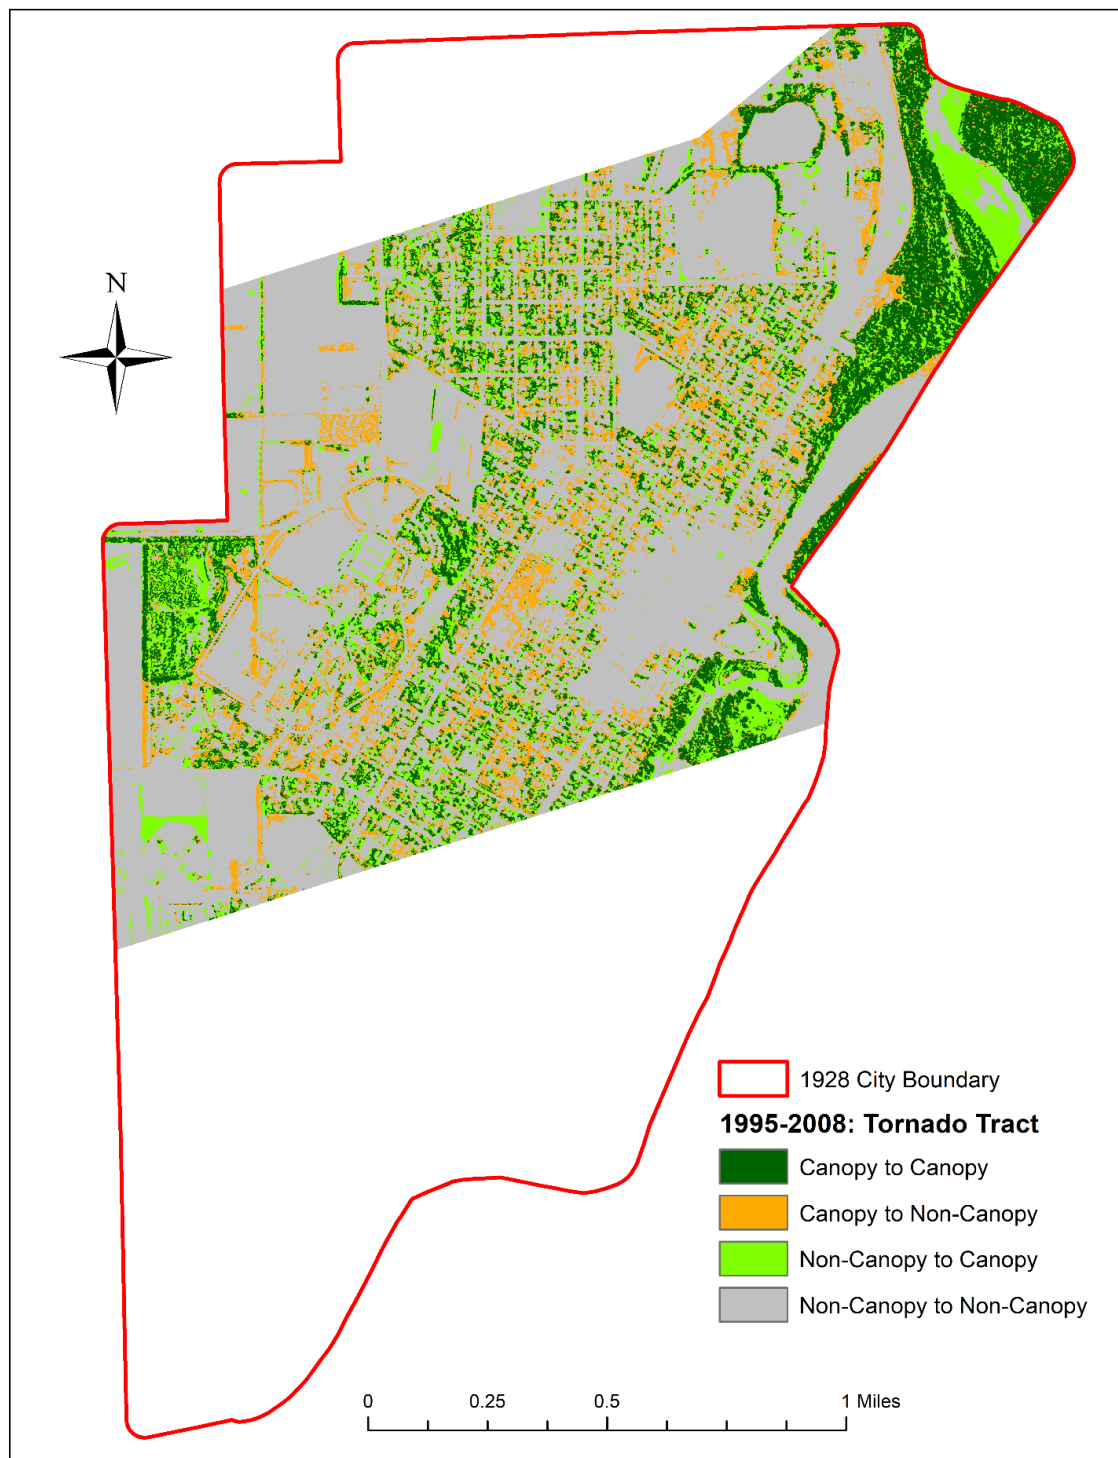 N
1928 City Boundary
1995-2008: Tornado Tract
Canopy to Canopy
Canopy to Non-Canopy
Non-Canopy to Canopy
Non-Canopy to Non-Canopy
0 0.25 0.5 1 Miles